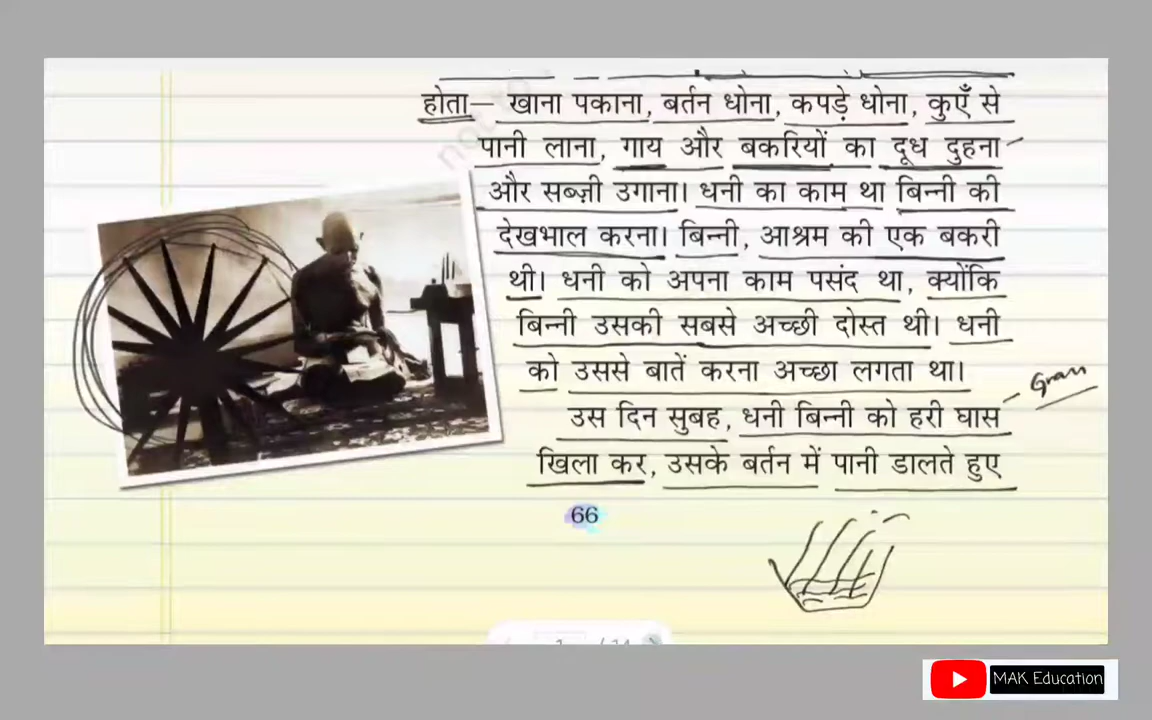 होता— खाना पकाना, बर्तन धोना, कपड़े धोना, कुएँ से
पानी लाना, गाय और बकरियों का दूध दुहना
और सब्ज़ी उगाना। धनी का काम था बिन्नी की
देखभाल करना। बिन्नी, आश्रम की एक बकरी
थी। धनी को अपना काम पसंद था, क्योंकि
बिन्नी उसकी सबसे अच्छी दोस्त थी। धनी
को उससे बातें करना अच्छा लगता था।
उस दिन सुबह, धनी बिन्नी को हरी घास
खिला कर, उसके बर्तन में पानी डालते हुए
66
MAK Education